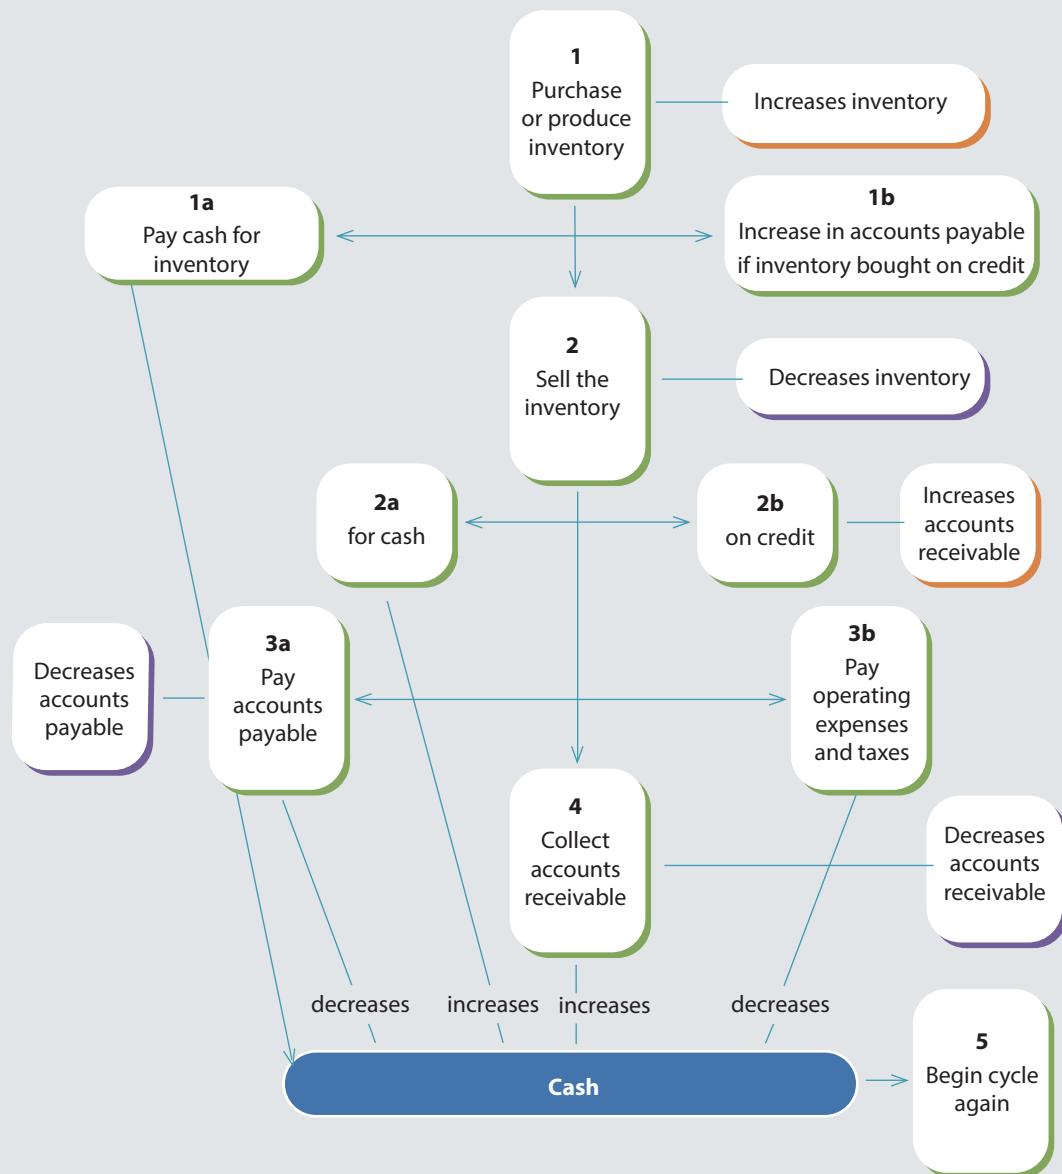 1
Purchase
or produce
inventory
Increases inventory
1a
Pay cash for
inventory
1b
Increase in accounts payable
if inventory bought on credit
2
Sell the
inventory
Decreases inventory
2a
for cash
2b
on credit
Increases
accounts
receivable
Decreases
accounts
payable
3a
Pay
accounts
payable
3b
Pay
operating
expenses
and taxes
4
Collect
accounts
receivable
Decreases
accounts
receivable
decreases
increases
increases
decreases
Cash
5
Begin cycle
again